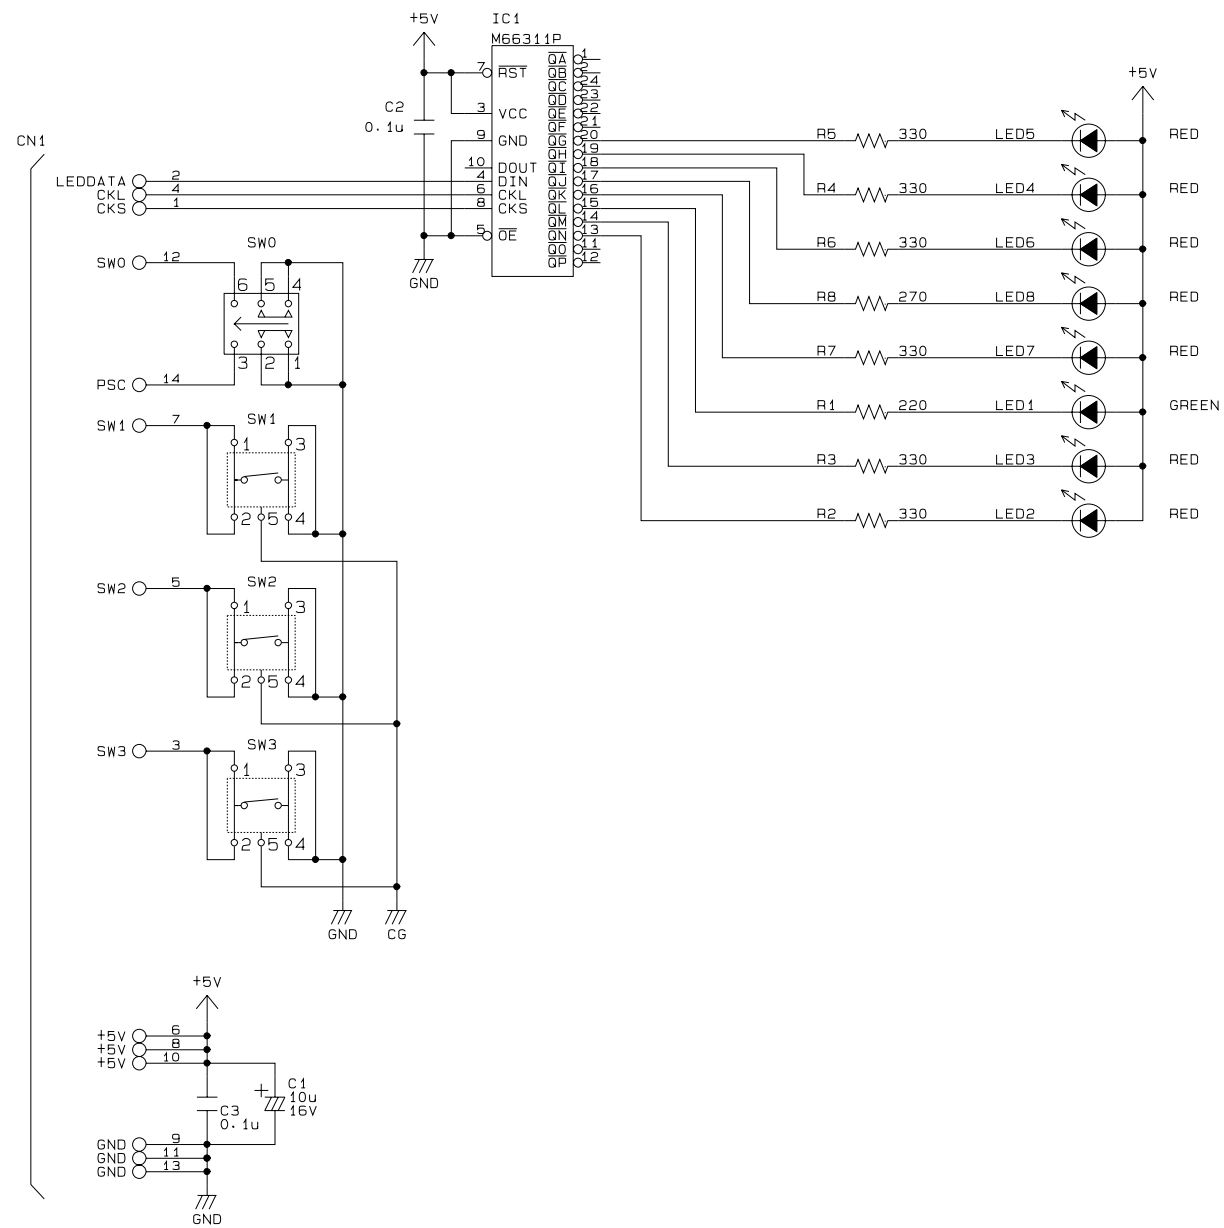 +5V
IC1
M66311P
7 RST
3 VCC
9 GND
10 DOUT
4 DIN
6 CKL
8 CKS
5 OE
QA 1
QB 2
QC 24
QD 23
QE 22
QF 21
QG 20
QH 19
QI 18
QJ 17
QK 16
QL 15
QM 14
QN 13
QO 11
QP 12
C2
0.1u
GND
+5V
R5 330 LED5 RED
R4 330 LED4 RED
R6 330 LED6 RED
R8 270 LED8 RED
R7 330 LED7 RED
R1 220 LED1 GREEN
R3 330 LED3 RED
R2 330 LED2 RED
CN1
LEDDATA 2
CKL 4
CKS 1
SW0 12
SW0
6 5 4
3 2 1
PSC 14
SW1 7
SW1
1 3
2 5 4
SW2 5
SW2
1 3
2 5 4
SW3 3
SW3
1 3
2 5 4
GND CG
+5V
+5V 6
+5V 8
+5V 10
+
C1
10u
16V
C3
0.1u
GND 9
GND 11
GND 13
GND